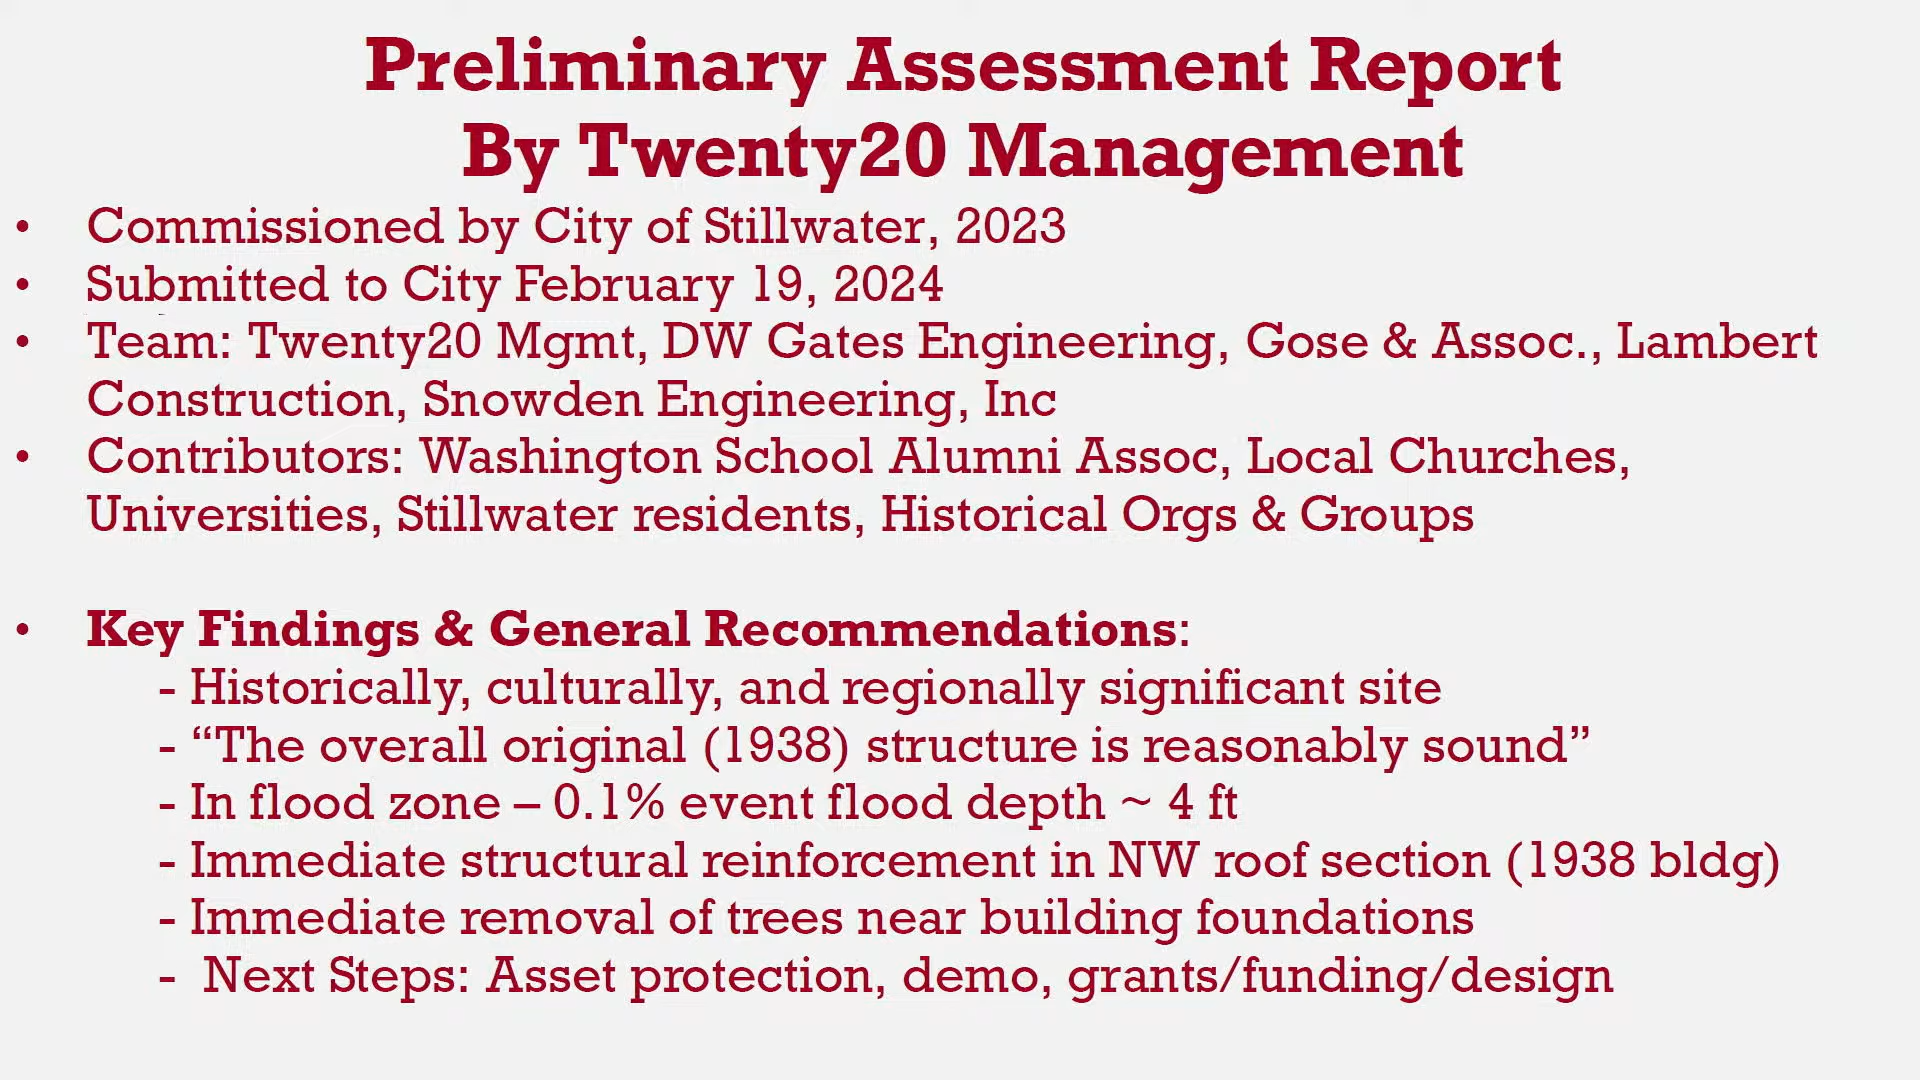 Preliminary Assessment Report
By Twenty20 Management
• Commissioned by City of Stillwater, 2023
• Submitted to City February 19, 2024
• Team: Twenty20 Mgmt, DW Gates Engineering, Gose & Assoc., Lambert
Construction, Snowden Engineering, Inc
• Contributors: Washington School Alumni Assoc, Local Churches,
Universities, Stillwater residents, Historical Orgs & Groups
• Key Findings & General Recommendations:
- Historically, culturally, and regionally significant site
- “The overall original (1938) structure is reasonably sound”
- In flood zone – 0.1% event flood depth ~ 4 ft
- Immediate structural reinforcement in NW roof section (1938 bldg)
- Immediate removal of trees near building foundations
- Next Steps: Asset protection, demo, grants/funding/design